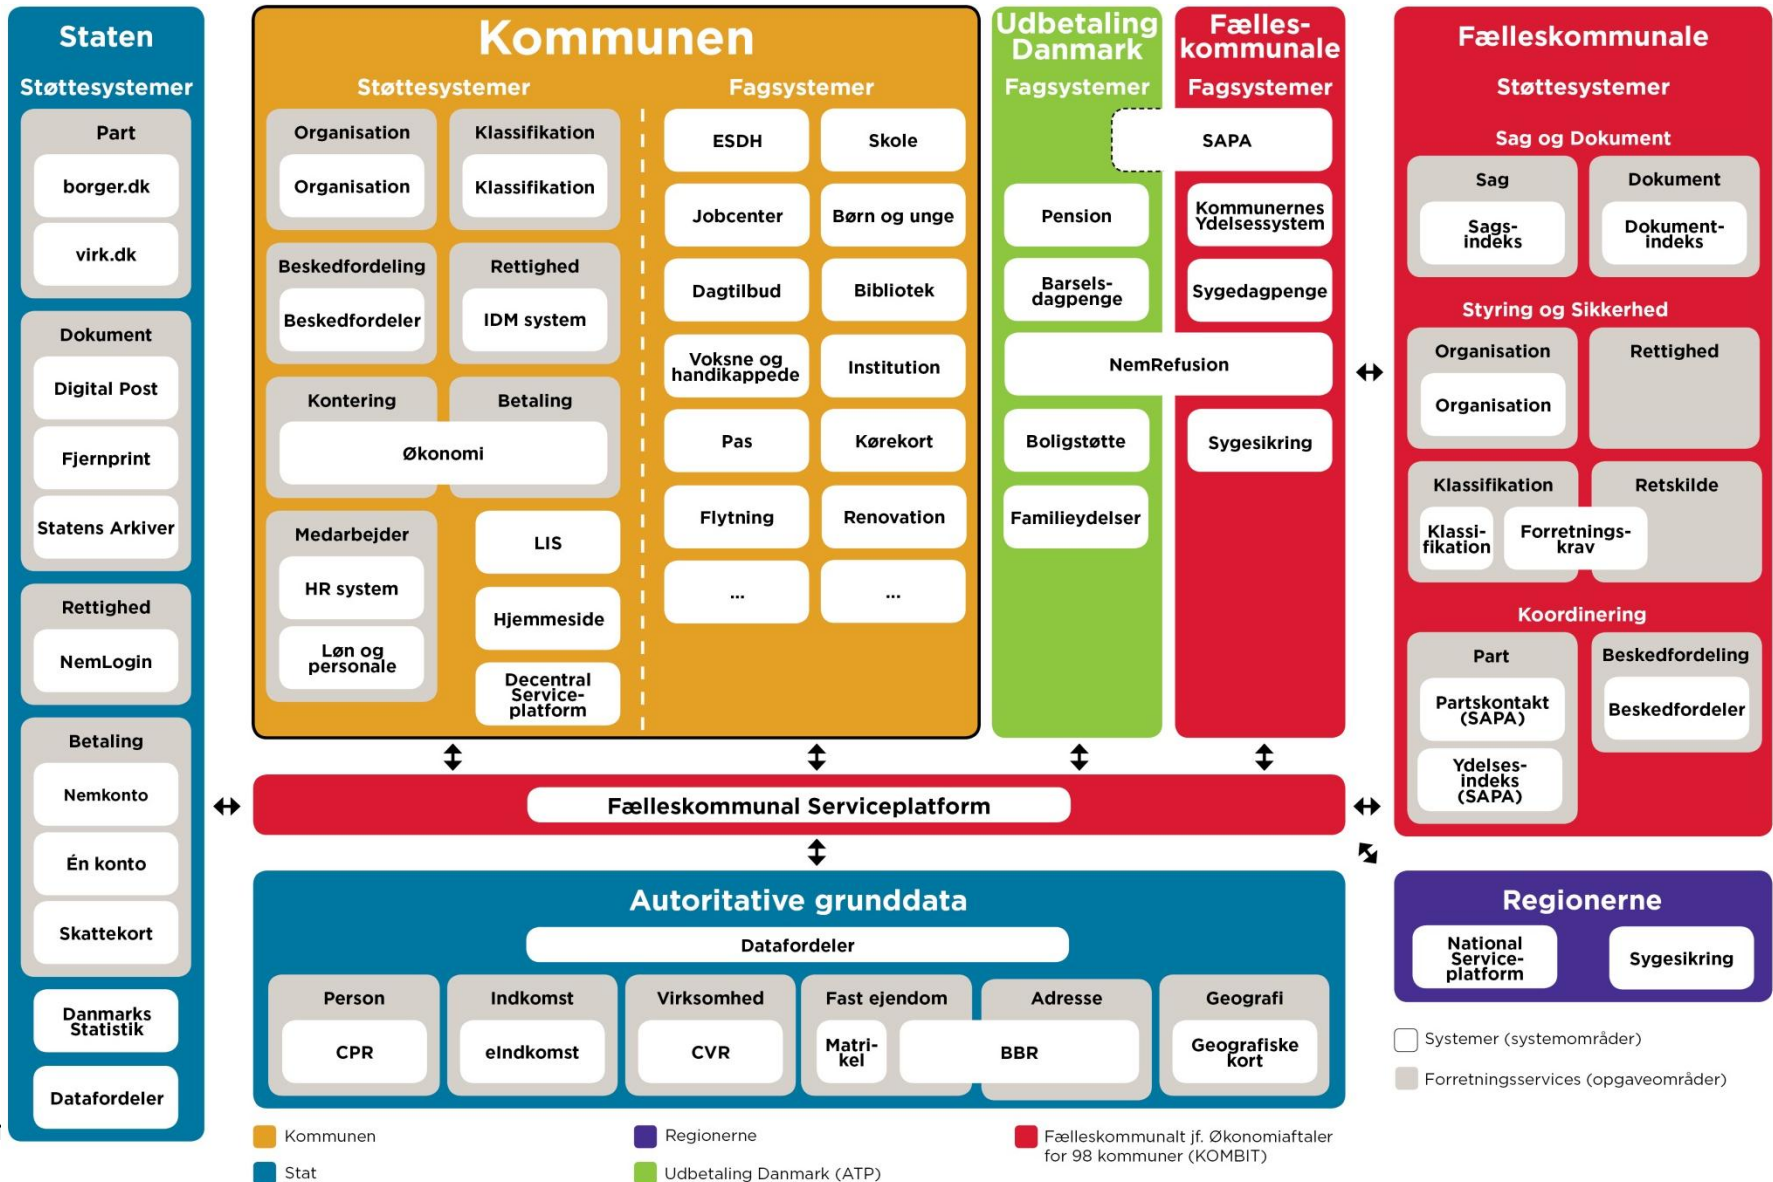 Staten
Støttesystemer
Part
borger.dk
virk.dk
Dokument
Digital Post
Fjernprint
Statens Arkiver
Rettighed
NemLogin
Betaling
Nemkonto
Én konto
Skattekort
Danmarks
Statistik
Datafordeler
Kommunen
Støttesystemer
Organisation
Organisation
Klassifikation
Klassifikation
Beskedfordeling
Beskedfordeler
Rettighed
IDM system
Kontering
Betaling
Økonomi
Medarbejder
HR system
Løn og
personale
LIS
Hjemmeside
Decentral
Service-
platform
Fagsystemer
ESDH
Skole
Jobcenter
Børn og unge
Dagtilbud
Bibliotek
Voksne og
handikappede
Institution
Pas
Kørekort
Flytning
Renovation
...
...
Udbetaling
Danmark
Fagsystemer
Pension
Barsels-
dagpenge
Boligstøtte
Familieydelser
Fælles-
kommunale
Fagsystemer
SAPA
Kommunernes
Ydelsessystem
Sygedagpenge
NemRefusion
Sygesikring
Fælleskommunale
Støttesystemer
Sag og Dokument
Sag
Sags-
indeks
Dokument
Dokument-
indeks
Styring og Sikkerhed
Organisation
Organisation
Rettighed
Klassifikation
Klassi-
fikation
Retskilde
Forretnings-
krav
Koordinering
Part
Partskontakt
(SAPA)
Ydelses-
indeks
(SAPA)
Beskedfordeling
Beskedfordeler
Fælleskommunal Serviceplatform
Autoritative grunddata
Datafordeler
Person
CPR
Indkomst
eIndkomst
Virksomhed
CVR
Fast ejendom
Matri-
kel
Adresse
BBR
Geografi
Geografiske
kort
Regionerne
National
Service-
platform
Sygesikring
Systemer (systemområder)
Forretningsservices (opgaveområder)
Kommunen
Stat
Regionerne
Udbetaling Danmark (ATP)
Fælleskommunalt jf. Økonomiaftaler
for 98 kommuner (KOMBIT)